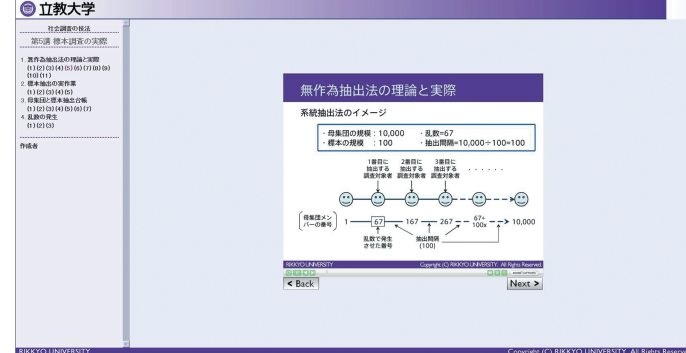 立教大学
社会調査の技法
第5講 標本調査の実際
1. 無作為抽出法の理論と実際
(1) (2) (3) (4) (5) (6) (7) (8) (9)
(10) (11)
2. 標本抽出の実作業
(1) (2) (3) (4) (5)
3. 母集団と標本抽出台帳
(1) (2) (3) (4) (5) (6) (7)
4. 乱数の発生
(1) (2) (3)
作成者
無作為抽出法の理論と実際
系統抽出法のイメージ
・母集団の規模：10,000 ・乱数=67
・標本の規模 ：100 ・抽出間隔=10,000÷100=100
1番目に 2番目に 3番目に
抽出する 抽出する 抽出する ・・・・・・
調査対象者 調査対象者 調査対象者
母集団メン
バーの番号
1 67 167 267 67+
100x 10,000
乱数で発生 抽出間隔
させた番号 (100)
RIKKYO UNIVERSITY Copyright (C) RIKKYO UNIVERSITY. All Rights Reserved.
< Back Next >
RIKKYO UNIVERSITY Copyright (C) RIKKYO UNIVERSITY. All Rights Reserv